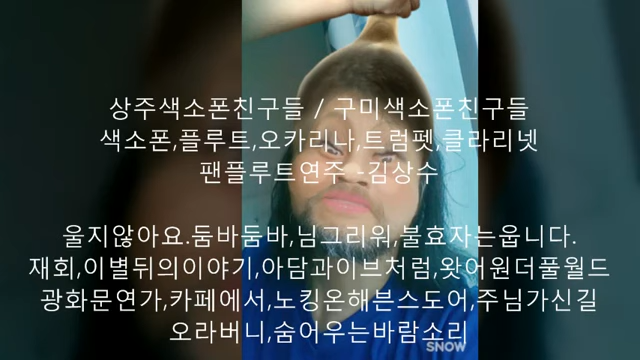 상주색소폰친구들 / 구미색소폰친구들
색소폰,플루트,오카리나,트럼펫,클라리넷
팬플루트연주 -김상수
울지않아요.둠바둠바,님그리워,불효자는웁니다.
재회,이별뒤의이야기,아담과이브처럼,왓어원더풀월드
광화문연가,카페에서,노킹온해븐스도어,주님가신길
오라버니,숨어우는바람소리
SNOW